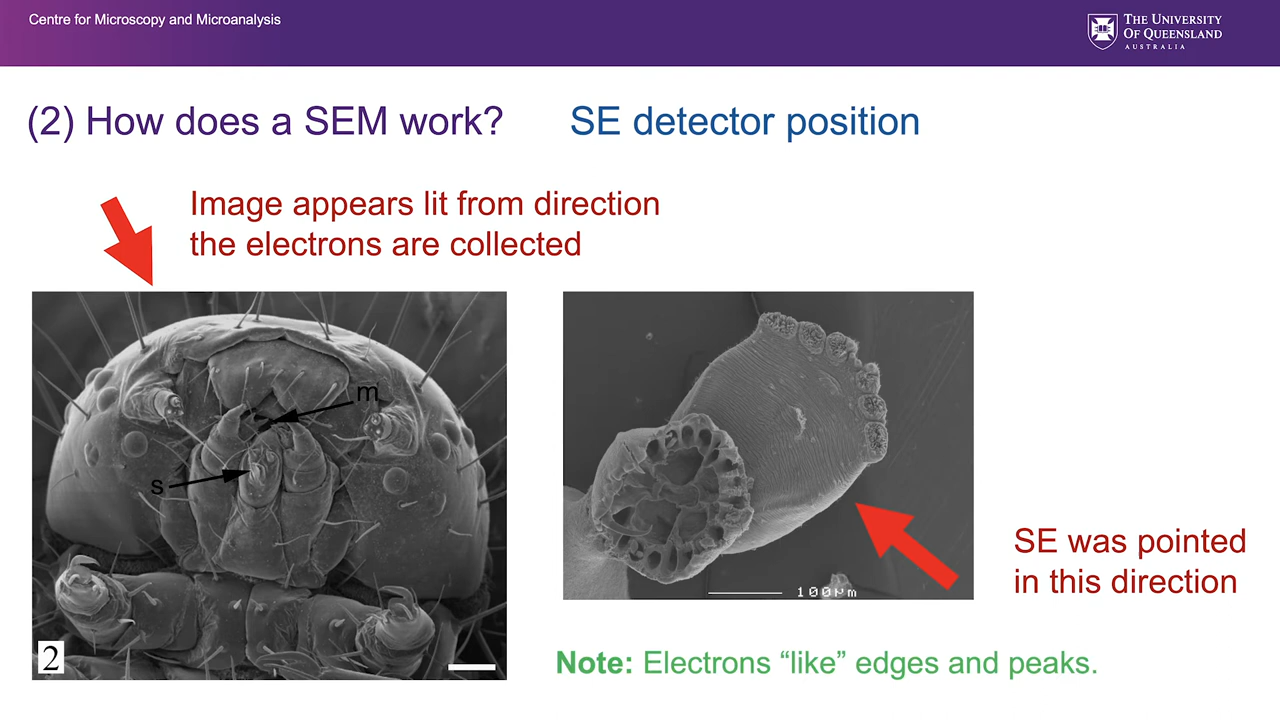 Centre for Microscopy and Microanalysis
THE UNIVERSITY
OF QUEENSLAND
AUSTRALIA
(2) How does a SEM work?
SE detector position
Image appears lit from direction
the electrons are collected
m
s
2
100µm
SE was pointed
in this direction
Note: Electrons “like” edges and peaks.